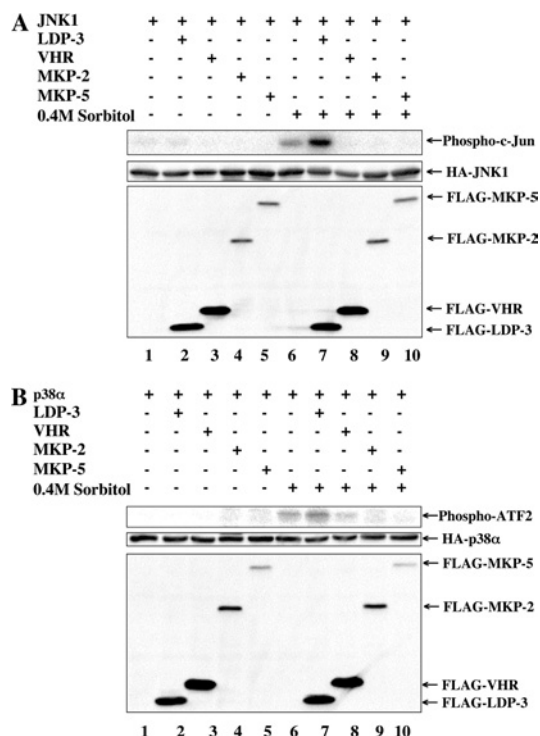 A
JNK1 + + + + + + + + + +
LDP-3 - + - - - - + - - -
VHR - - + - - - - + - -
MKP-2 - - - + - - - - + -
MKP-5 - - - - + - - - - +
0.4M Sorbitol - - - - - + + + + +
Phospho-c-Jun
HA-JNK1
FLAG-MKP-5
FLAG-MKP-2
FLAG-VHR
FLAG-LDP-3
1 2 3 4 5 6 7 8 9 10
B
p38α + + + + + + + + + +
LDP-3 - + - - - - + - - -
VHR - - + - - - - + - -
MKP-2 - - - + - - - - + -
MKP-5 - - - - + - - - - +
0.4M Sorbitol - - - - - + + + + +
Phospho-ATF2
HA-p38α
FLAG-MKP-5
FLAG-MKP-2
FLAG-VHR
FLAG-LDP-3
1 2 3 4 5 6 7 8 9 10